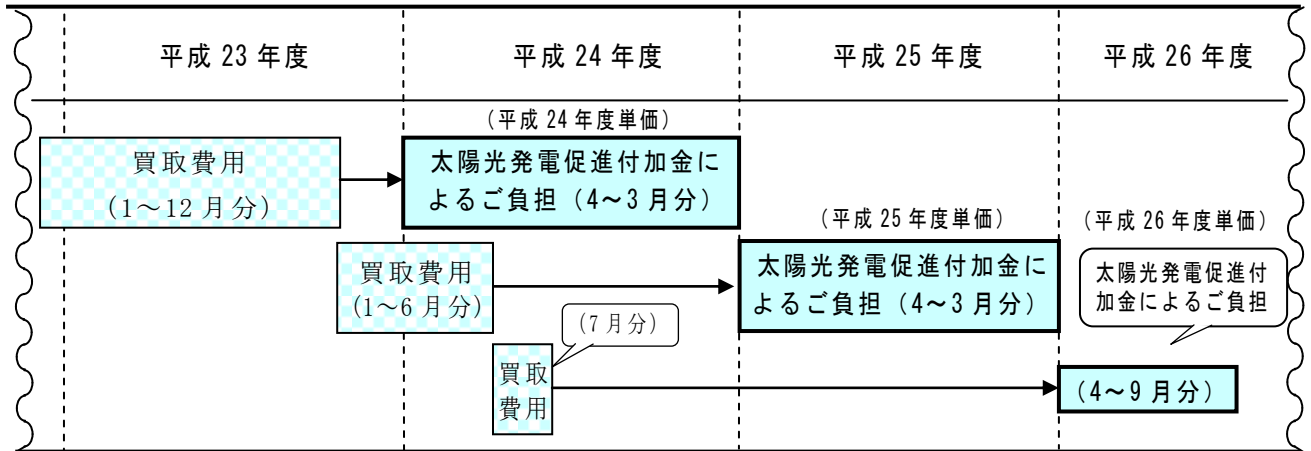 平成 23 年度
平成 24 年度
平成 25 年度
平成 26 年度
(平成 24 年度単価)
買取費用
(1～12 月分)
太陽光発電促進付加金に
よるご負担（4～3 月分）
(平成 25 年度単価)
(平成 26 年度単価)
買取費用
(1～6 月分)
太陽光発電促進付加金に
よるご負担（4～3 月分）
太陽光発電促進付
加金によるご負担
(7 月分)
買取
費用
(4～9 月分)